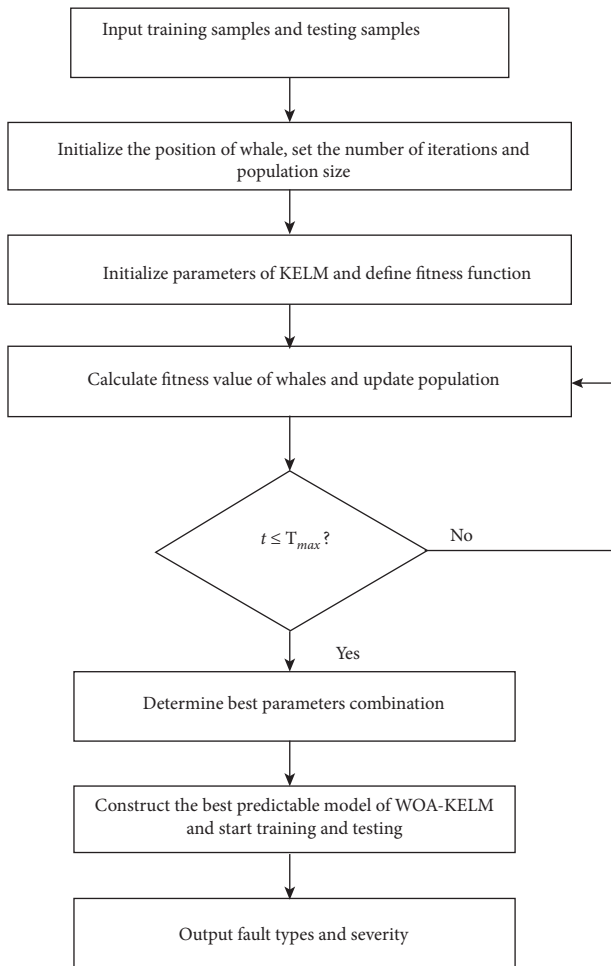 Input training samples and testing samples
Initialize the position of whale, set the number of iterations and
population size
Initialize parameters of KELM and define fitness function
Calculate fitness value of whales and update population
t ≤ Tmax?
No
Yes
Determine best parameters combination
Construct the best predictable model of WOA-KELM
and start training and testing
Output fault types and severity